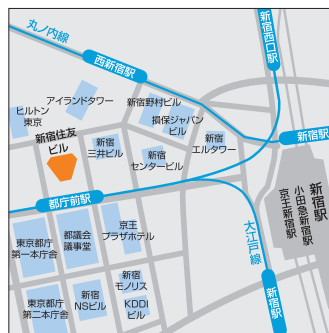 丸ノ内線
新宿西口駅
西新宿駅
アイランドタワー
ヒルトン
東京
新宿野村ビル
損保ジャパン
ビル
新宿住友
ビル
新宿
三井ビル
新宿
センタービル
新宿
エルタワー
新宿駅
新宿駅
小田急新宿駅
京王新宿駅
都庁前駅
東京都庁
第一本庁舎
都議会
議事堂
京王
プラザホテル
大江戸線
東京都庁
第二本庁舎
新宿
NSビル
新宿
モノリス
KDDI
ビル
新宿駅